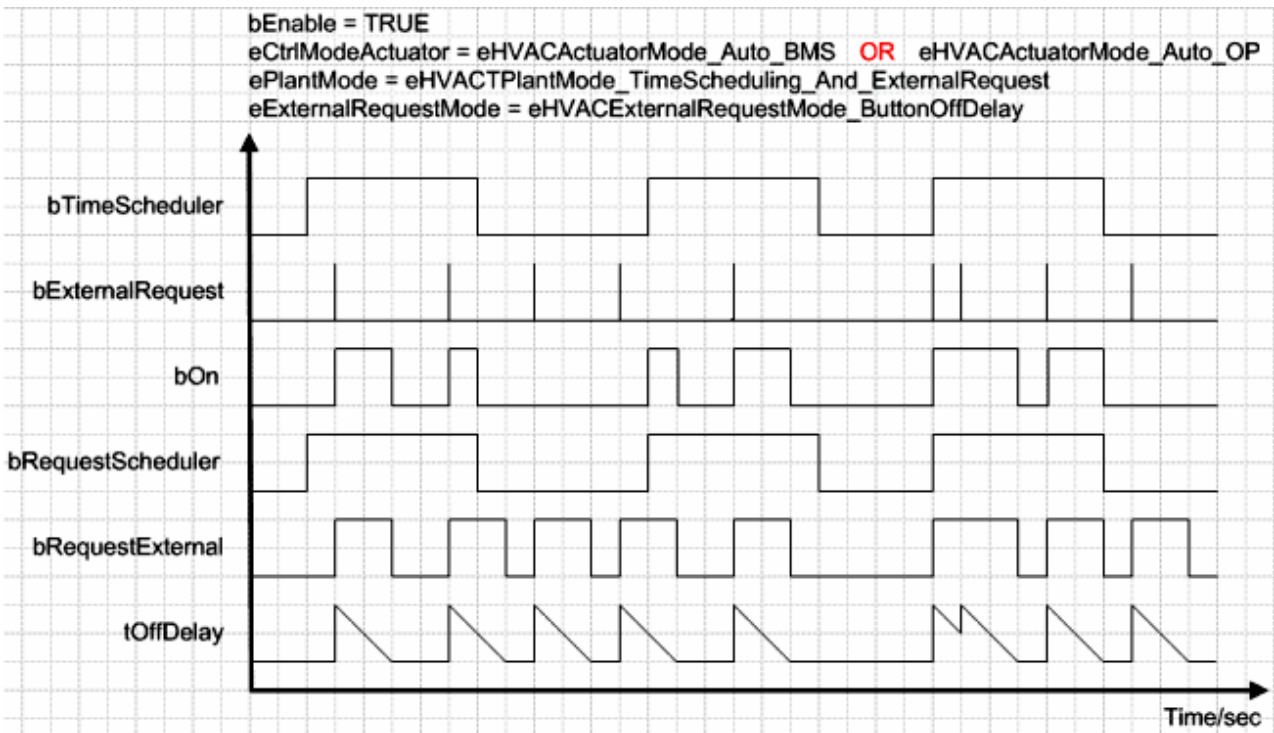 bEnable = TRUE
eCtrlModeActuator = eHVACActuatorMode_Auto_BMS OR eHVACActuatorMode_Auto_OP
ePlantMode = eHVACTPlantMode_TimeScheduling_And_ExternalRequest
eExternalRequestMode = eHVACExternalRequestMode_ButtonOffDelay
bTimeScheduler
bExternalRequest
bOn
bRequestScheduler
bRequestExternal
tOffDelay
Time/sec